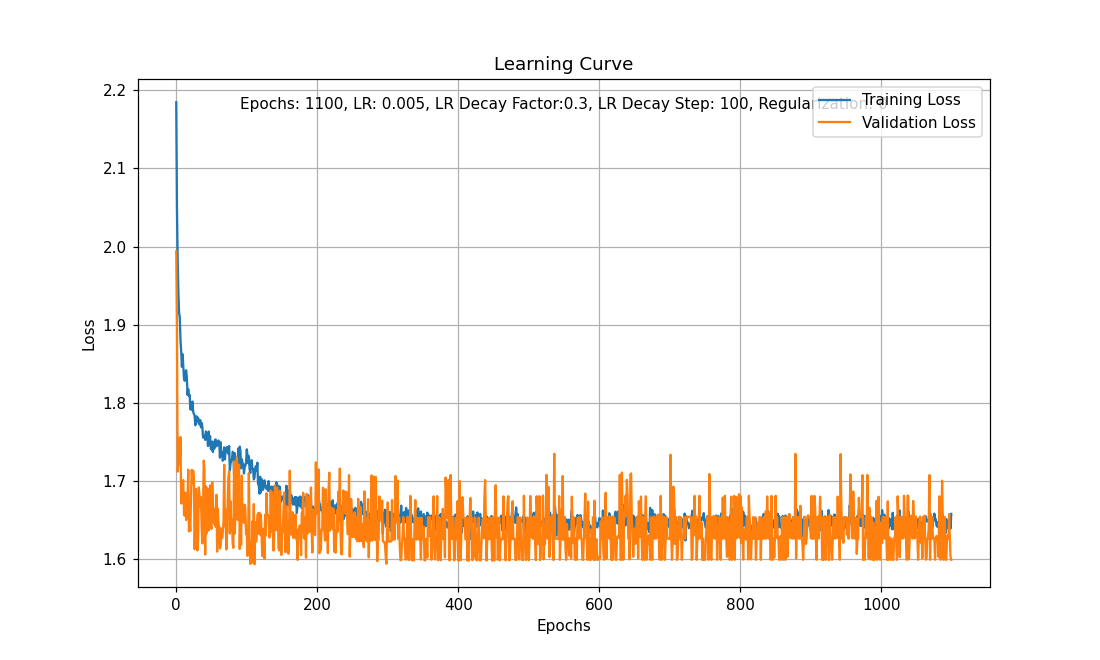 Learning Curve
Epochs: 1100, LR: 0.005, LR Decay Factor:0.3, LR Decay Step: 100, Regularization: 0
Training Loss
Validation Loss
2.2
2.1
2.0
1.9
1.8
1.7
1.6
Loss
0 200 400 600 800 1000
Epochs